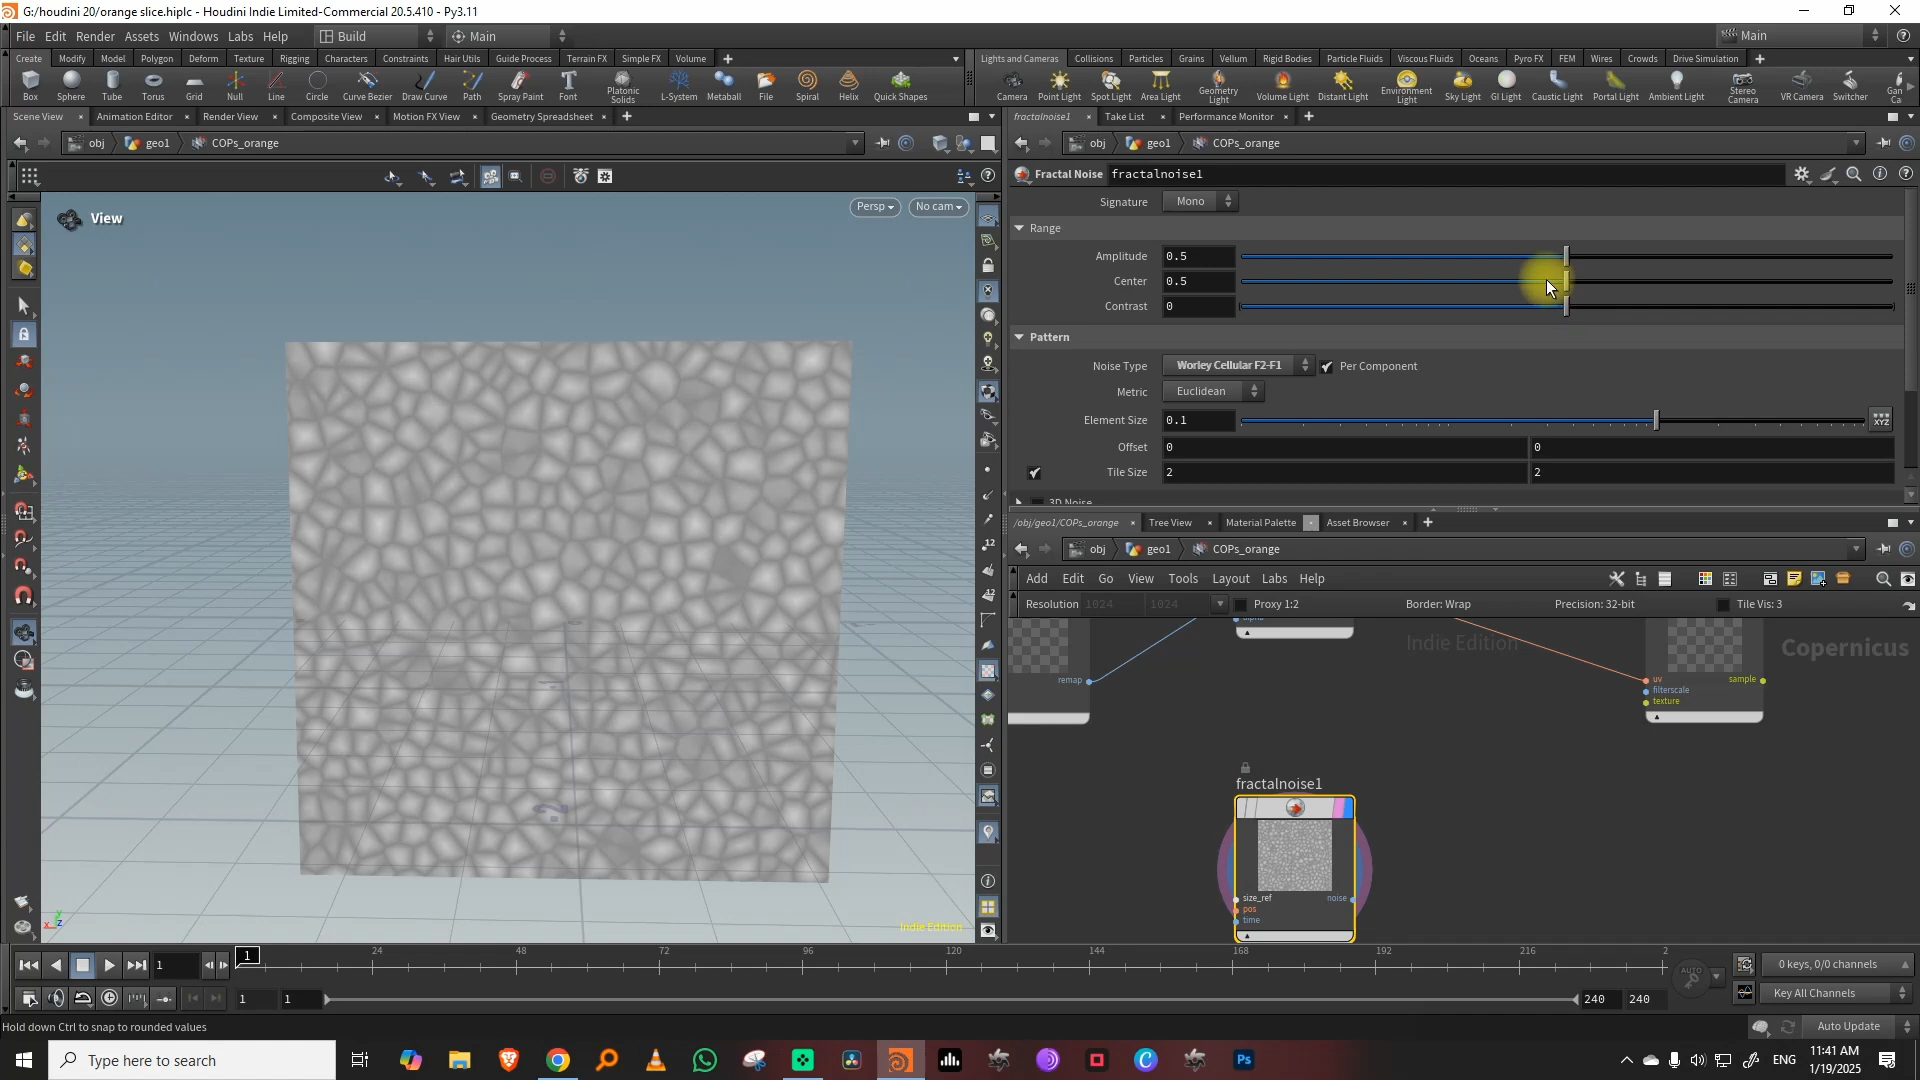 G:/houdini 20/orange slice.hiplc - Houdini Indie Limited-Commercial 20.5.410 - Py3.11
File Edit Render Assets Windows Labs Help Build Main Main
Create Modify Model Polygon Deform Texture Rigging Characters Constraints Hair Utils Guide Process Terrain FX Simple FX Volume
Lights and Cameras Collisions Particles Grains Vellum Rigid Bodies Particle Fluids Viscous Fluids Oceans Pyro FX FEM Wires Crowds Drive Simulation
Box Sphere Tube Torus Grid Null Line Circle Curve Bezier Draw Curve Path Spray Paint Font Platonic Solids L-System Metaball File Spiral Helix Quick Shapes
Camera Point Light Spot Light Area Light Geometry Light Volume Light Distant Light Environment Light Sky Light GI Light Caustic Light Portal Light Ambient Light Stereo Camera VR Camera Switcher Gan Ca
Scene View Animation Editor Render View Composite View Motion FX View Geometry Spreadsheet
fractalnoise1 Take List Performance Monitor
obj geo1 COPs_orange
obj geo1 COPs_orange
Fractal Noise fractalnoise1
View
Persp No cam
Signature Mono
Range
Amplitude 0.5
Center 0.5
Contrast 0
Pattern
Noise Type Worley Cellular F2-F1 Per Component
Metric Euclidean
Element Size 0.1
XYZ
Offset 0 0
Tile Size 2 2
3D Noise
/obj/geo1/COPs_orange Tree View Material Palette Asset Browser
obj geo1 COPs_orange
Add Edit Go View Tools Layout Labs Help
Resolution 1024 1024 Proxy 1:2 Border: Wrap Precision: 32-bit Tile Vis: 3
Indie Edition
Copernicus
remap
uv sample
filterscale
texture
fractalnoise1
size_ref noise
pos
time
12
12
Indie Edition
1 1 24 48 72 96 120 144 168 192 216 2
AUTO
0 keys, 0/0 channels
1 1 240 240
Key All Channels
Hold down Ctrl to snap to rounded values
Auto Update
Type here to search
ENG
11:41 AM
1/19/2025